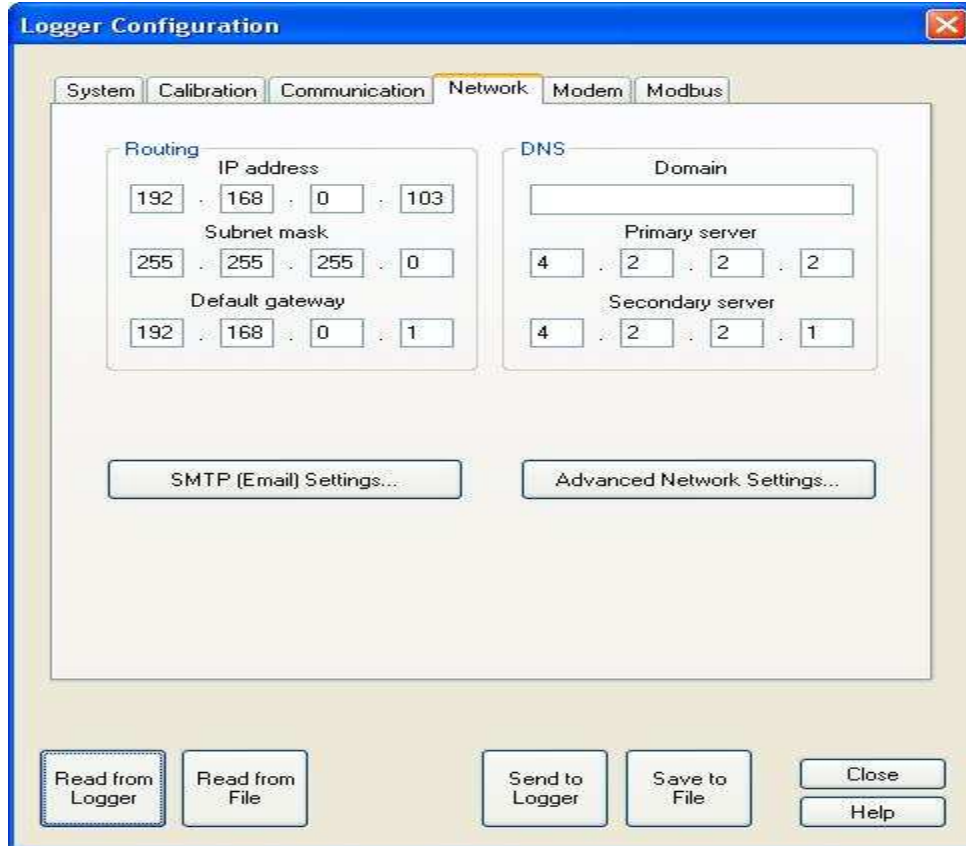 Logger Configuration
System Calibration Communication Network Modem Modbus
Routing
IP address
192 . 168 . 0 . 103
Subnet mask
255 . 255 . 255 . 0
Default gateway
192 . 168 . 0 . 1
DNS
Domain
Primary server
4 . 2 . 2 . 2
Secondary server
4 . 2 . 2 . 1
SMTP (Email) Settings...
Advanced Network Settings...
Read from
Logger
Read from
File
Send to
Logger
Save to
File
Close
Help